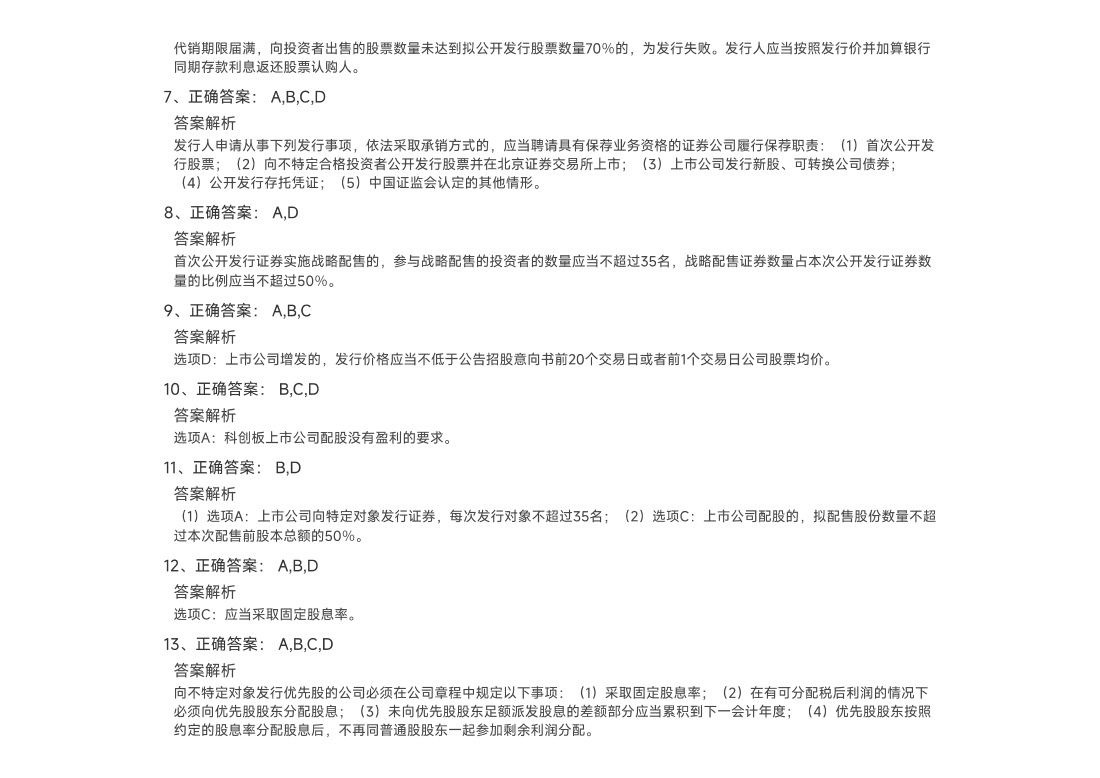 代销期限届满，向投资者出售的股票数量未达到拟公开发行股票数量70%的，为发行失败。发行人应当按照发行价并加算银行
同期存款利息返还股票认购人。
7、正确答案： A,B,C,D
答案解析
发行人申请从事下列发行事项，依法采取承销方式的，应当聘请具有保荐业务资格的证券公司履行保荐职责：（1）首次公开发
行股票；（2）向不特定合格投资者公开发行股票并在北京证券交易所上市；（3）上市公司发行新股、可转换公司债券；
（4）公开发行存托凭证；（5）中国证监会认定的其他情形。
8、正确答案： A,D
答案解析
首次公开发行证券实施战略配售的，参与战略配售的投资者的数量应当不超过35名，战略配售证券数量占本次公开发行证券数
量的比例应当不超过50%。
9、正确答案： A,B,C
答案解析
选项D：上市公司增发的，发行价格应当不低于公告招股意向书前20个交易日或者前1个交易日公司股票均价。
10、正确答案： B,C,D
答案解析
选项A：科创板上市公司配股没有盈利的要求。
11、正确答案： B,D
答案解析
（1）选项A：上市公司向特定对象发行证券，每次发行对象不超过35名；（2）选项C：上市公司配股的，拟配售股份数量不超
过本次配售前股本总额的50%。
12、正确答案： A,B,D
答案解析
选项C：应当采取固定股息率。
13、正确答案： A,B,C,D
答案解析
向不特定对象发行优先股的公司必须在公司章程中规定以下事项：（1）采取固定股息率；（2）在有可分配税后利润的情况下
必须向优先股股东分配股息；（3）未向优先股股东足额派发股息的差额部分应当累积到下一会计年度；（4）优先股股东按照
约定的股息率分配股息后，不再同普通股股东一起参加剩余利润分配。